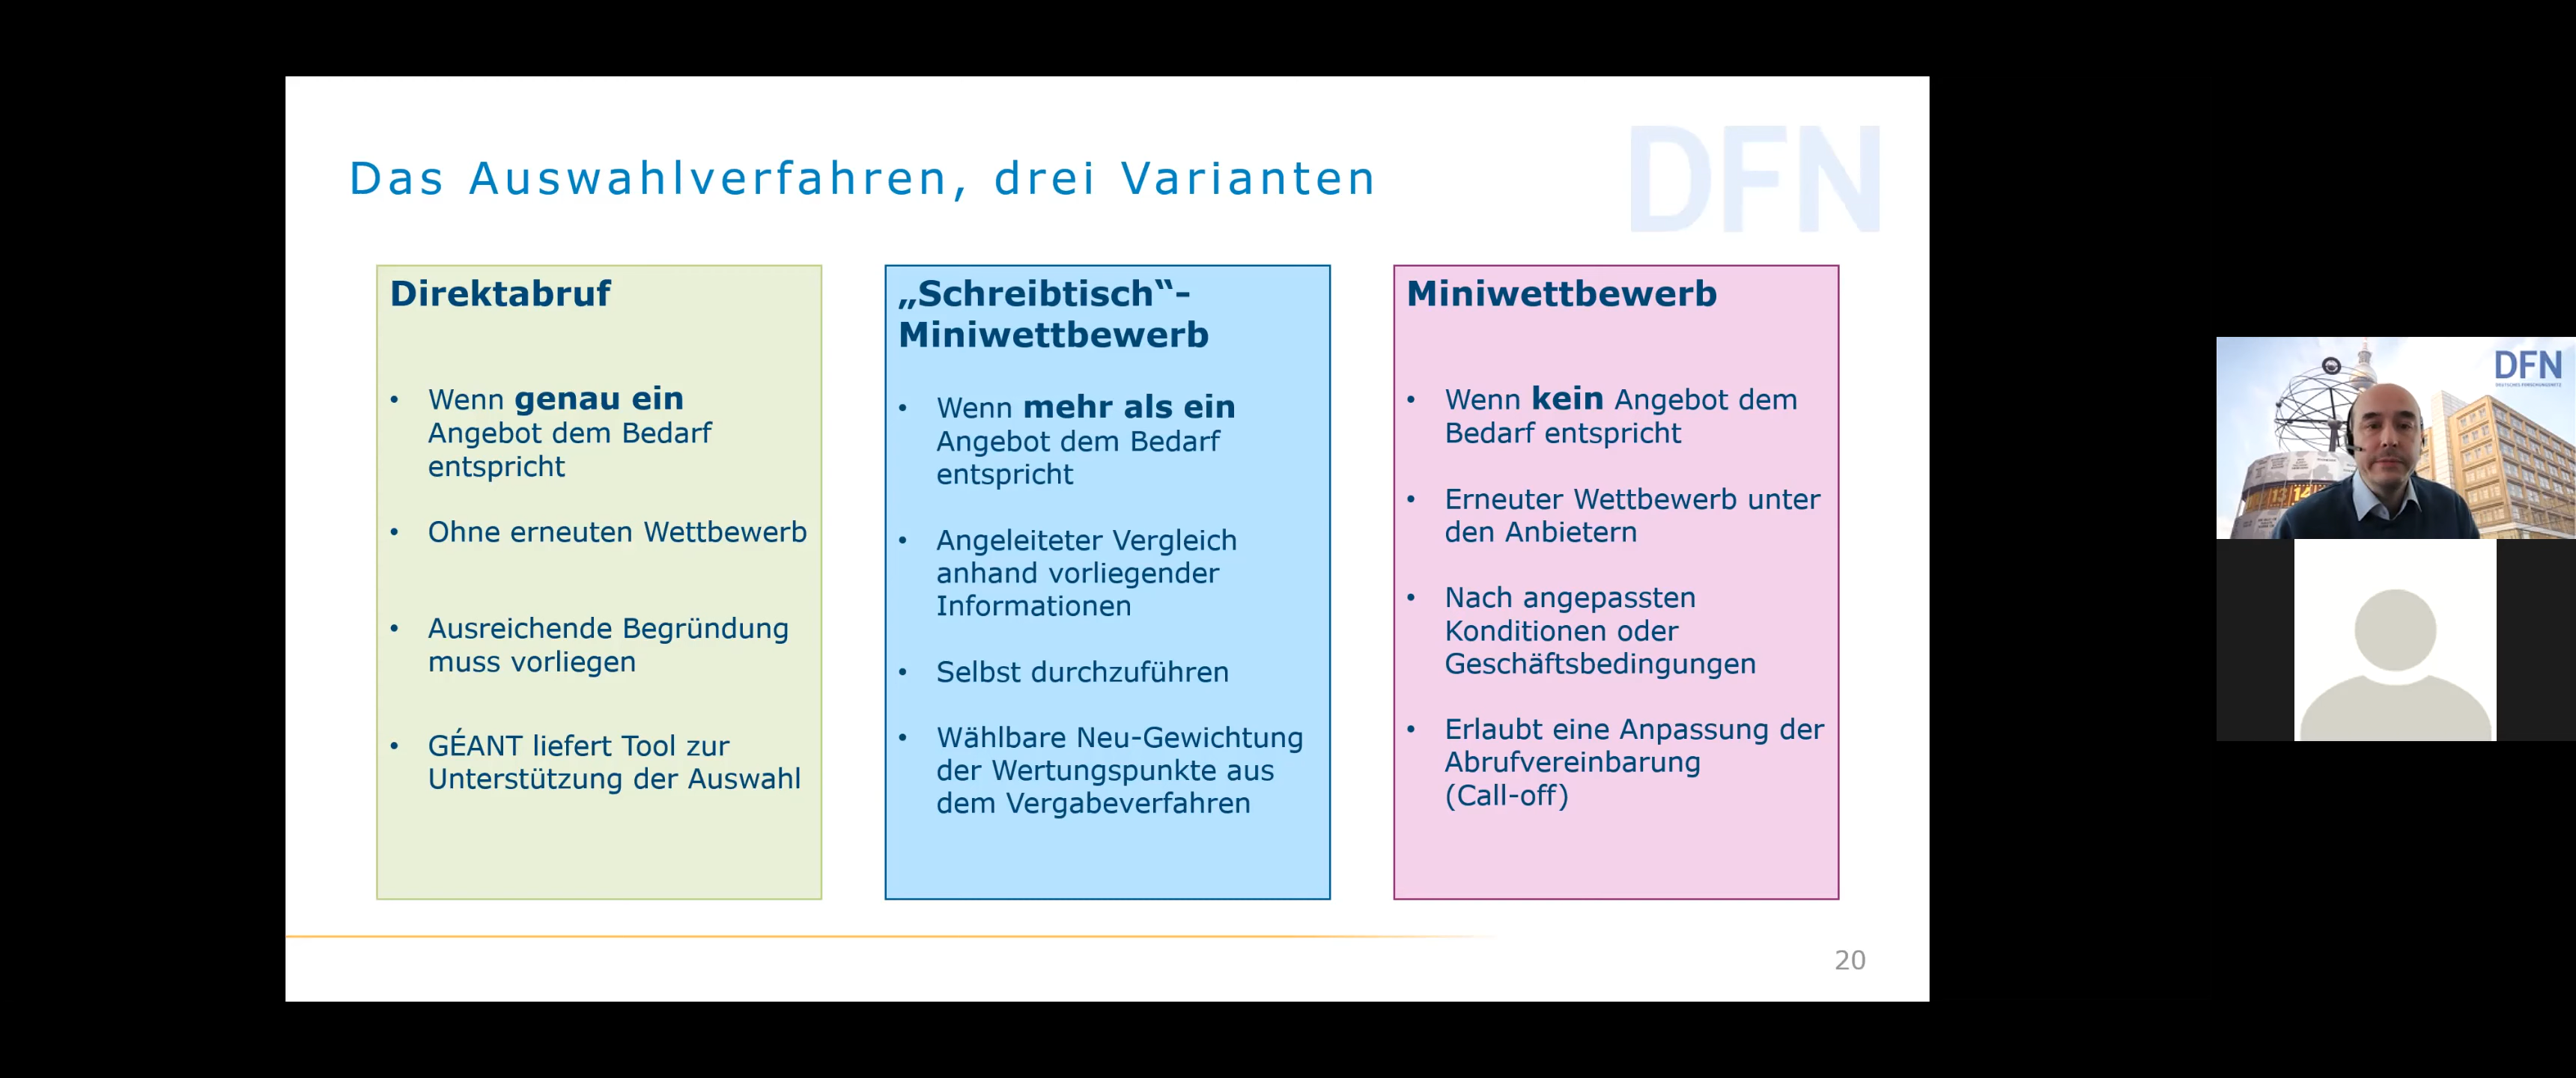 Das Auswahlverfahren, drei Varianten
DFN
Direktabruf
• Wenn genau ein
Angebot dem Bedarf
entspricht
• Ohne erneuten Wettbewerb
• Ausreichende Begründung
muss vorliegen
• GÉANT liefert Tool zur
Unterstützung der Auswahl
„Schreibtisch“-
Miniwettbewerb
• Wenn mehr als ein
Angebot dem Bedarf
entspricht
• Angeleiteter Vergleich
anhand vorliegender
Informationen
• Selbst durchzuführen
• Wählbare Neu-Gewichtung
der Wertungspunkte aus
dem Vergabeverfahren
Miniwettbewerb
• Wenn kein Angebot dem
Bedarf entspricht
• Erneuter Wettbewerb unter
den Anbietern
• Nach angepassten
Konditionen oder
Geschäftsbedingungen
• Erlaubt eine Anpassung der
Abrufvereinbarung
(Call-off)
20
DFN
DEUTSCHES FORSCHUNGSNETZ